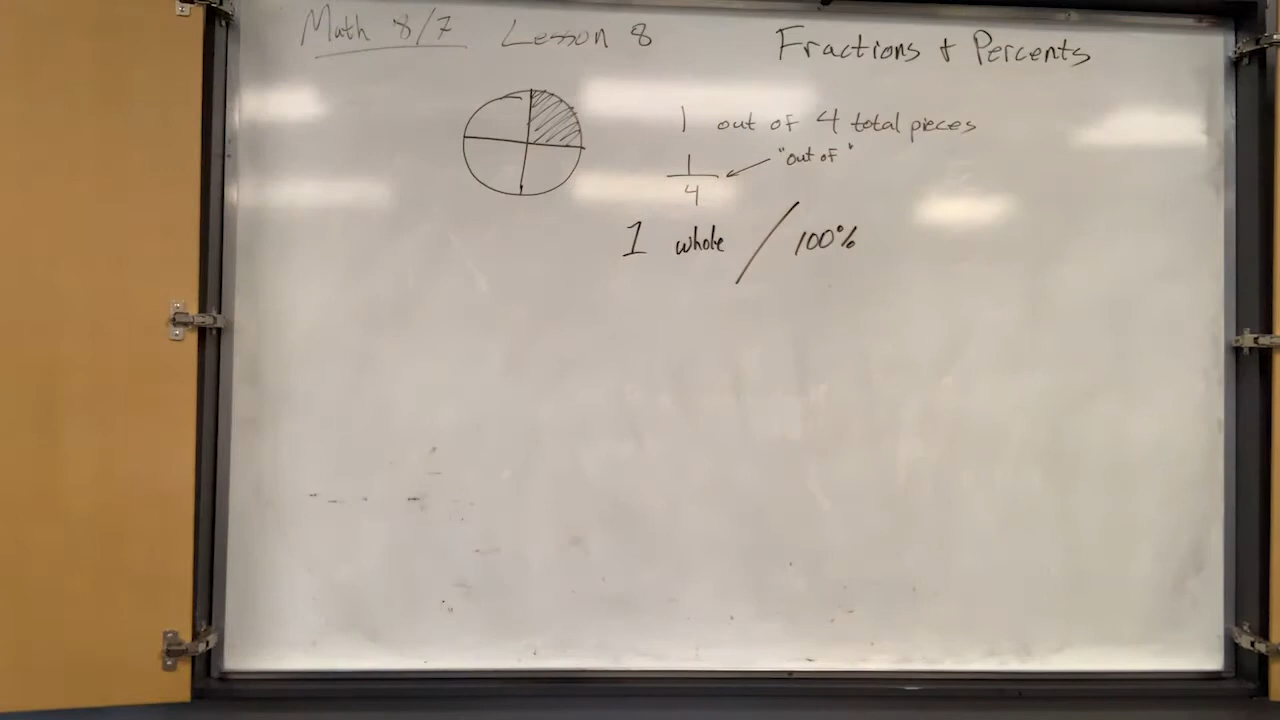 Math 8/7 Lesson 8 Fractions + Percents
1 out of 4 total pieces
1/4 "out of"
1 whole / 100%